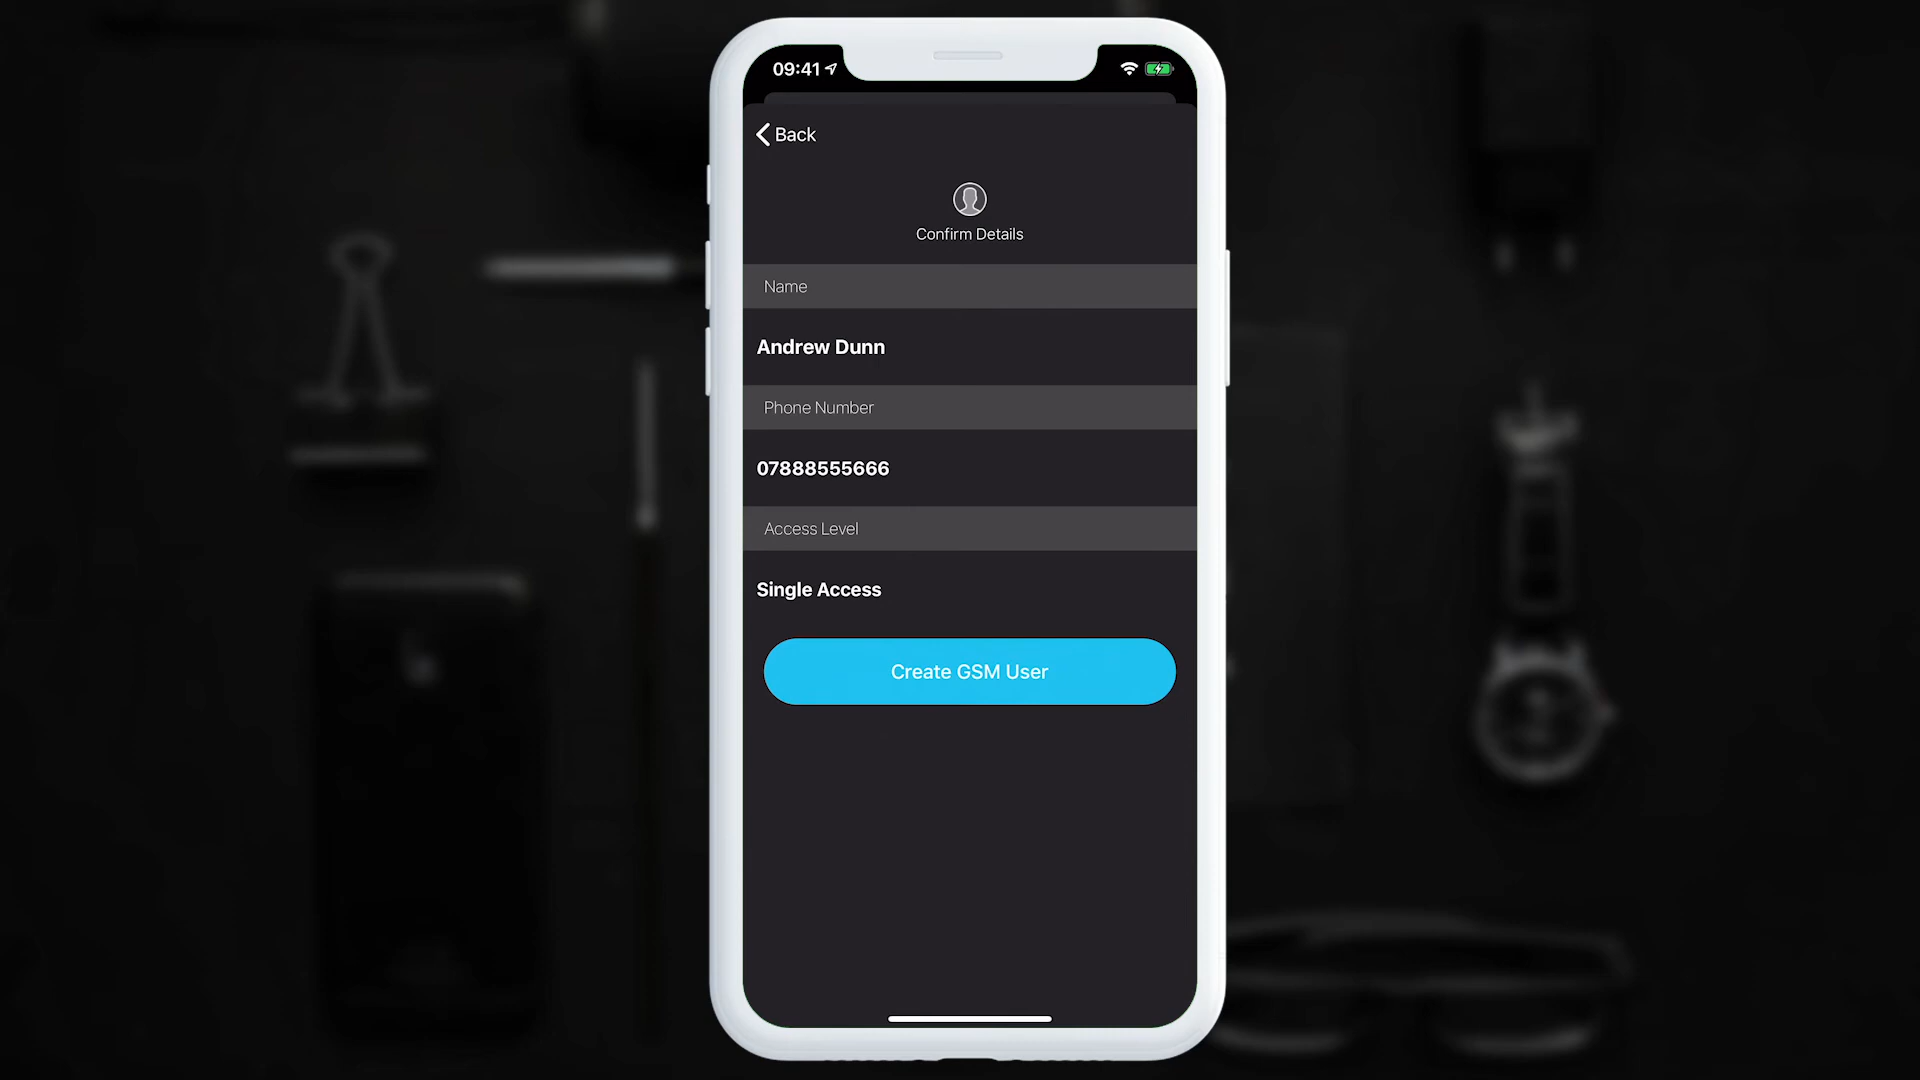 09:41
Back
Confirm Details
Name
Andrew Dunn
Phone Number
07888555666
Access Level
Single Access
Create GSM User